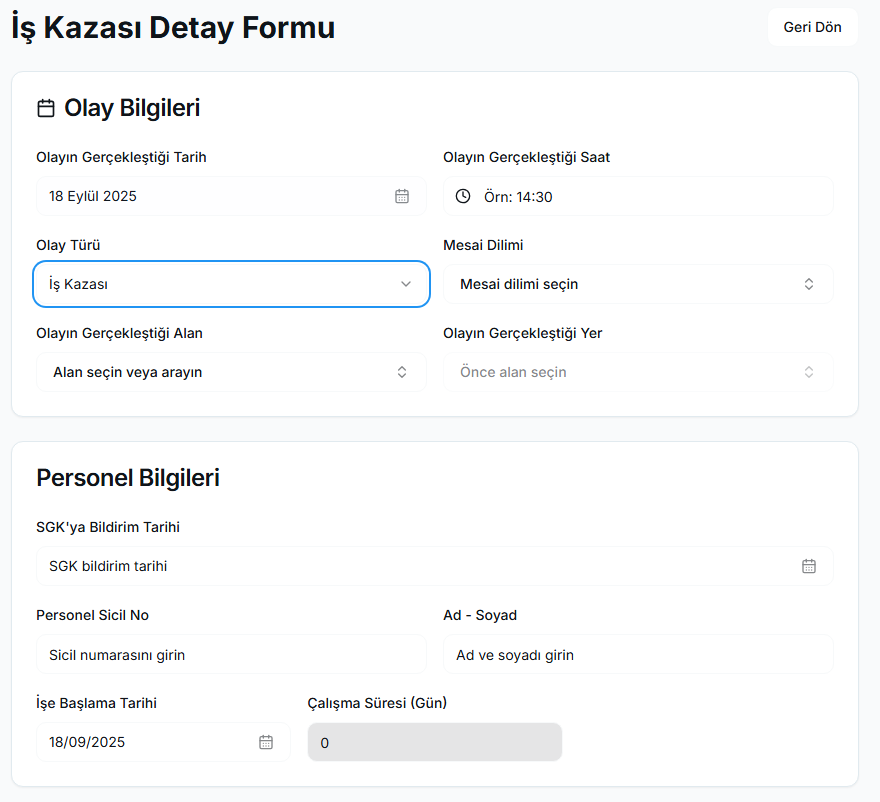 İş Kazası Detay Formu
Geri Dön
Olay Bilgileri
Olayın Gerçekleştiği Tarih
Olayın Gerçekleştiği Saat
18 Eylül 2025
Örn: 14:30
Olay Türü
Mesai Dilimi
İş Kazası
Mesai dilimi seçin
Olayın Gerçekleştiği Alan
Olayın Gerçekleştiği Yer
Alan seçin veya arayın
Önce alan seçin
Personel Bilgileri
SGK'ya Bildirim Tarihi
SGK bildirim tarihi
Personel Sicil No
Ad - Soyad
Sicil numarasını girin
Ad ve soyadı girin
İşe Başlama Tarihi
Çalışma Süresi (Gün)
18/09/2025
0